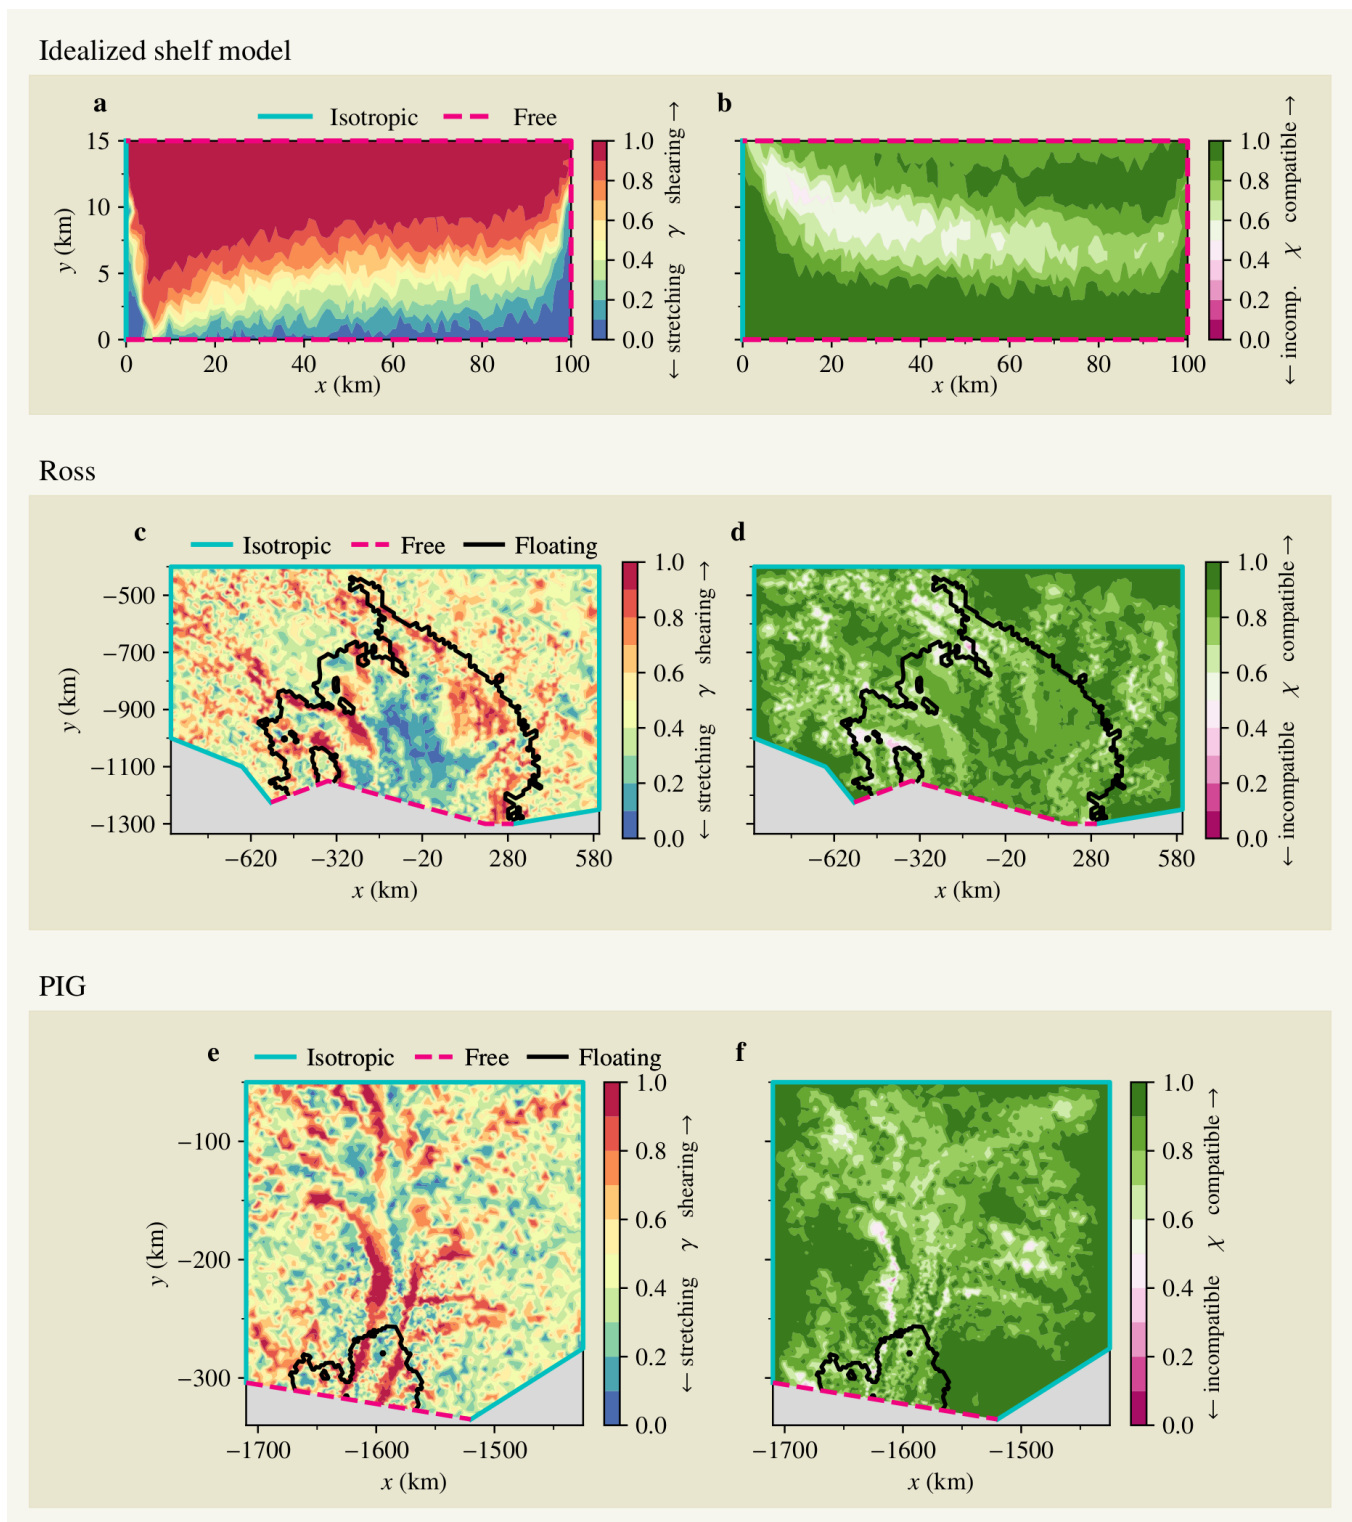 Idealized shelf model
a
Isotropic
Free
15
10
5
0
y (km)
0
20
40
60
80
100
x (km)
1.0
0.8
0.6
0.4
0.2
0.0
← stretching γ shearing →
b
0
20
40
60
80
100
x (km)
1.0
0.8
0.6
0.4
0.2
0.0
← incomp. χ compatible →
Ross
c
Isotropic
Free
Floating
−500
−700
−900
−1100
−1300
y (km)
−620
−320
−20
280
580
x (km)
1.0
0.8
0.6
0.4
0.2
0.0
← stretching γ shearing →
d
−620
−320
−20
280
580
x (km)
1.0
0.8
0.6
0.4
0.2
0.0
← incompatible χ compatible →
PIG
e
Isotropic
Free
Floating
−100
−200
−300
y (km)
−1700
−1600
−1500
x (km)
1.0
0.8
0.6
0.4
0.2
0.0
← stretching γ shearing →
f
−1700
−1600
−1500
x (km)
1.0
0.8
0.6
0.4
0.2
0.0
← incompatible χ compatible →